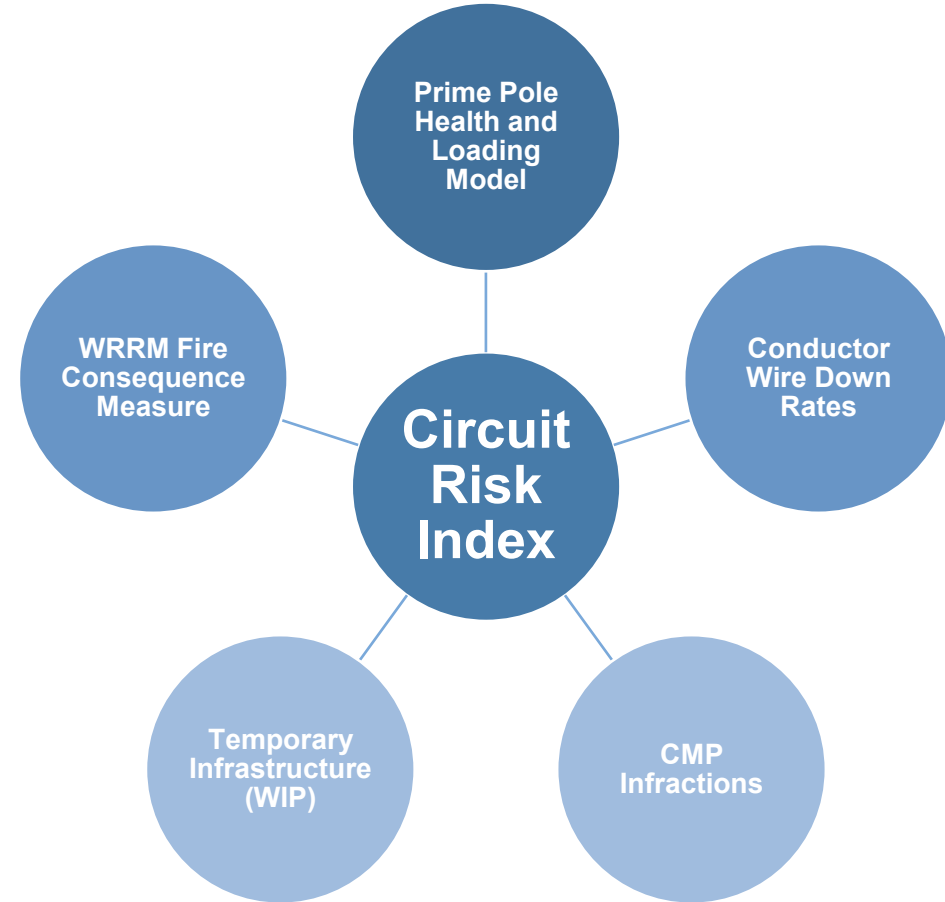 Prime Pole
Health and
Loading
Model
WRRM Fire
Consequence
Measure
Conductor
Wire Down
Rates
Circuit
Risk
Index
Temporary
Infrastructure
(WIP)
CMP
Infractions